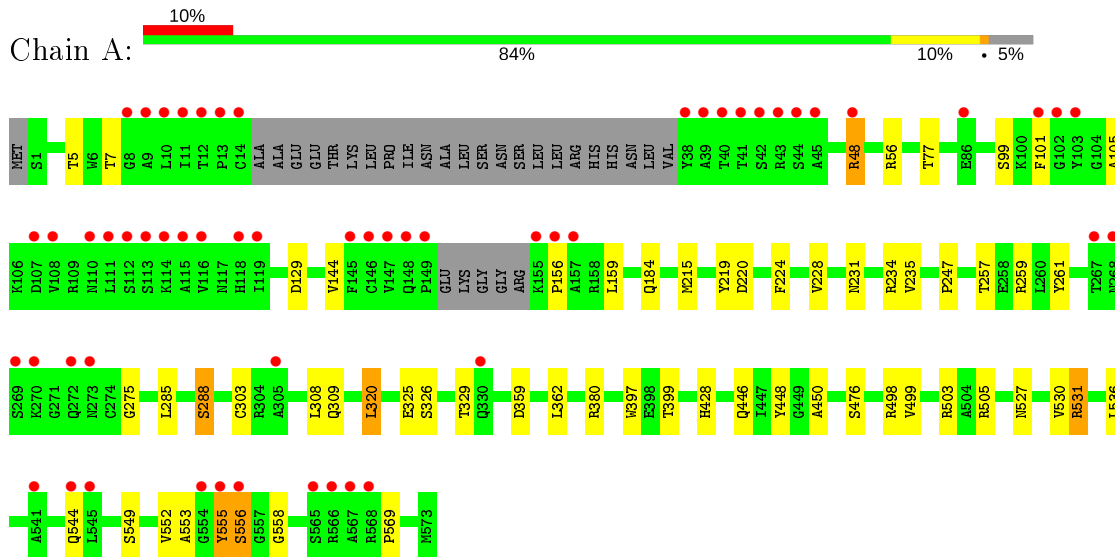 10%
Chain A:
84% 10% • 5%
MET S1 T5 W6 T7 G8 A9 L10 I11 T12 P13 C14 ALA ALA GLU GLU THR LYS LEU PRO ILE ASN ALA LEU SER ASN SER LEU LEU ARG HIS HIS ASN LEU VAL Y38 A39 T40 T41 S42 R43 S44 A45 R48 R56 T77 E86 S99 K100 F101 G102 Y103 G104 A105
K106 D107 V108 R109 N110 L111 S112 S113 K114 A115 V116 N117 H118 I119 D129 V144 F145 C146 V147 Q148 P149 GLU LYS GLY GLY ARG K155 P156 A157 R158 L159 Q184 M215 Y219 D220 F224 V228 N231 R234 V235 P247 T257 E258 R259 L260 Y261 T267 N268
S269 K270 G271 Q272 N273 C274 G275 L285 S288 C303 R304 A305 L308 Q309 L320 E325 S326 T329 Q330 D359 L362 R380 W397 E398 T399 H428 Q446 I447 Y448 G449 A450 S476 R498 V499 R503 A504 R505 N527 V530 R531 L536
A541 Q544 L545 S549 V552 A553 G554 Y555 S556 G557 G558 S565 R566 A567 R568 P569 M573